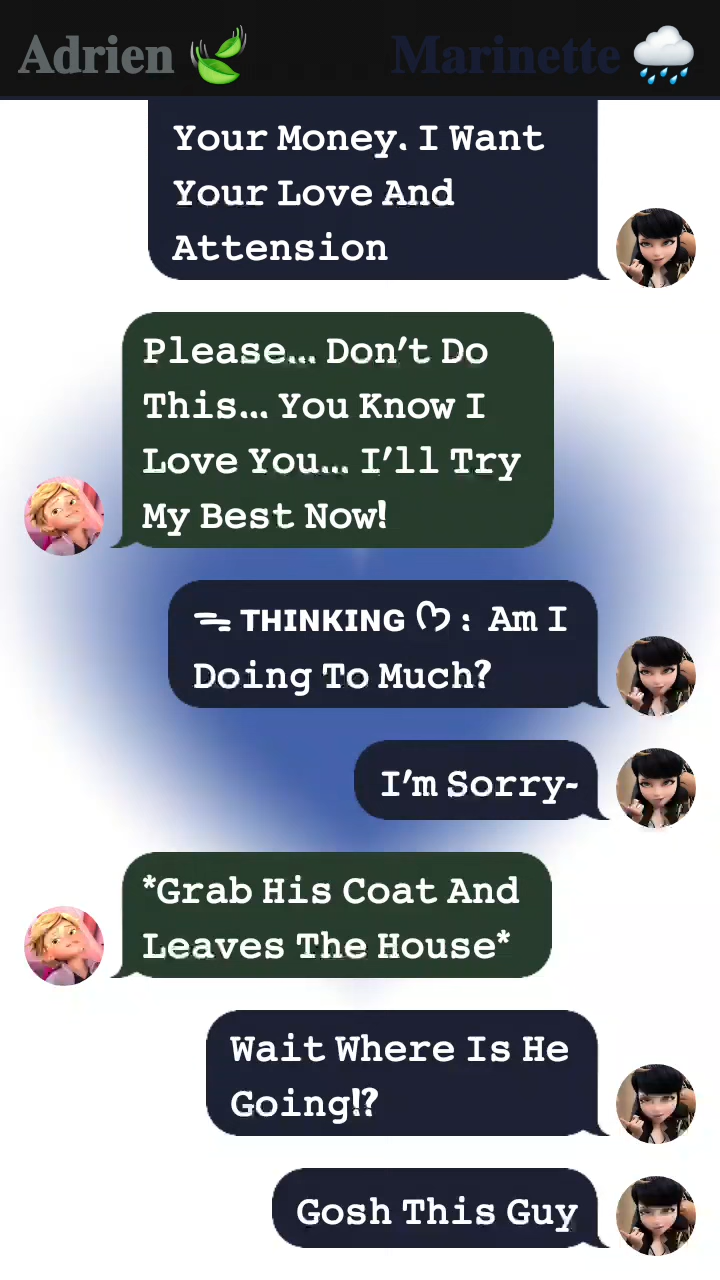 Adrien 🍃 Marinette 🌧️
Your Money. I Want
Your Love And
Attension
Please... Don't Do
This... You Know I
Love You... I'll Try
My Best Now!
THINKING ღ : Am I
Doing To Much?
I'm Sorry-
*Grab His Coat And
Leaves The House*
Wait Where Is He
Going!?
Gosh This Guy